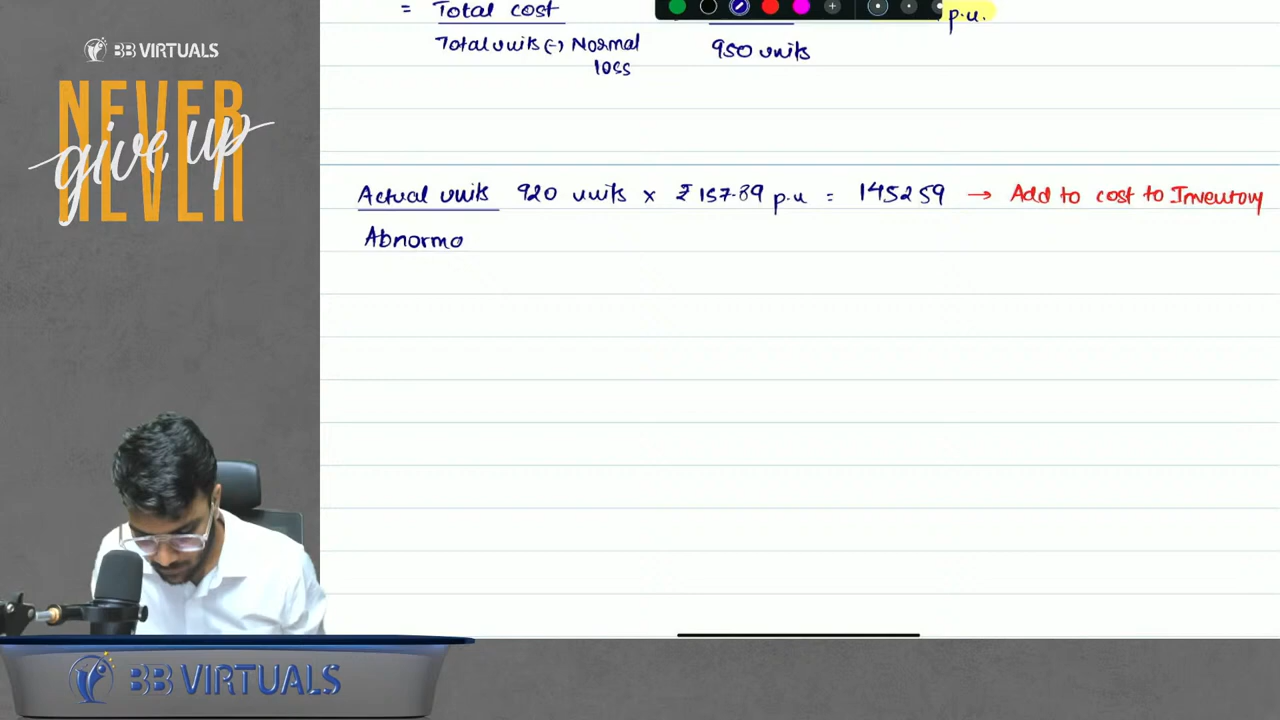 BB VIRTUALS
NEVER
give up
NEVER
= Total cost
Total units (-) Normal loss
950 units
p.u.
Actual units 920 units x ₹157.89 p.u = 145259 → Add to cost to Inventory
Abnormo
BB VIRTUALS